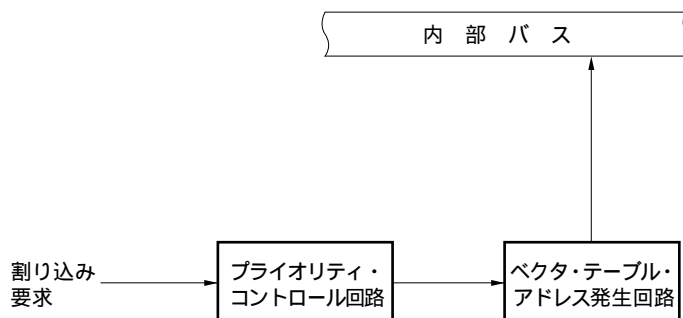 内部バス
割り込み
要求
プライオリティ・
コントロール回路
ベクタ・テーブル・
アドレス発生回路